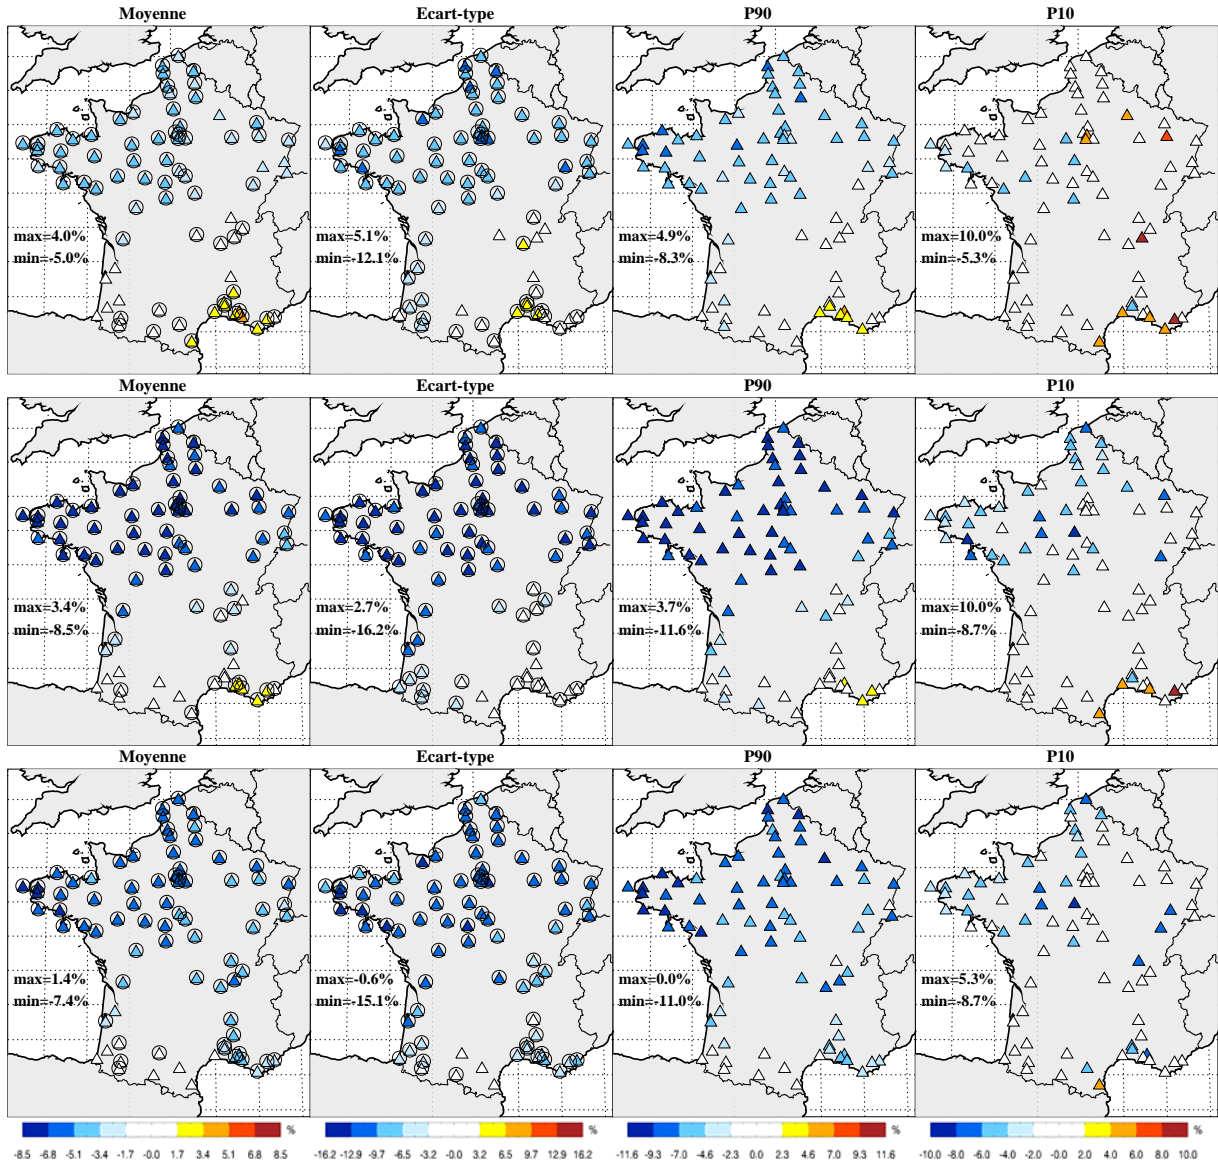 Moyenne Ecart-type P90 P10
max=4.0% max=5.1% max=4.9% max=10.0%
min=-5.0% min=-12.1% min=-8.3% min=-5.3%
Moyenne Ecart-type P90 P10
max=3.4% max=2.7% max=3.7% max=10.0%
min=-8.5% min=-16.2% min=-11.6% min=-8.7%
Moyenne Ecart-type P90 P10
max=1.4% max=-0.6% max=0.0% max=5.3%
min=-7.4% min=-15.1% min=-11.0% min=-8.7%
% % % %
-8.5 -6.8 -5.1 -3.4 -1.7 -0.0 1.7 3.4 5.1 6.8 8.5 -16.2 -12.9 -9.7 -6.5 -3.2 -0.0 3.2 6.5 9.7 12.9 16.2 -11.6 -9.3 -7.0 -4.6 -2.3 -0.0 2.3 4.6 7.0 9.3 11.6 -10.0 -8.0 -6.0 -4.0 -2.0 -0.0 2.0 4.0 6.0 8.0 10.0